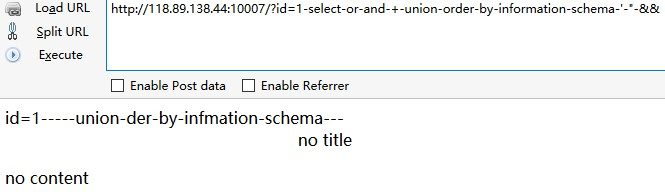 Load URL
http://118.89.138.44:10007/?id=1-select-or-and-+-union-order-by-information-schema-'-"-&&
Split URL
Execute
Enable Post data Enable Referrer
id=1-----union-der-by-infmation-schema---
no title
no content